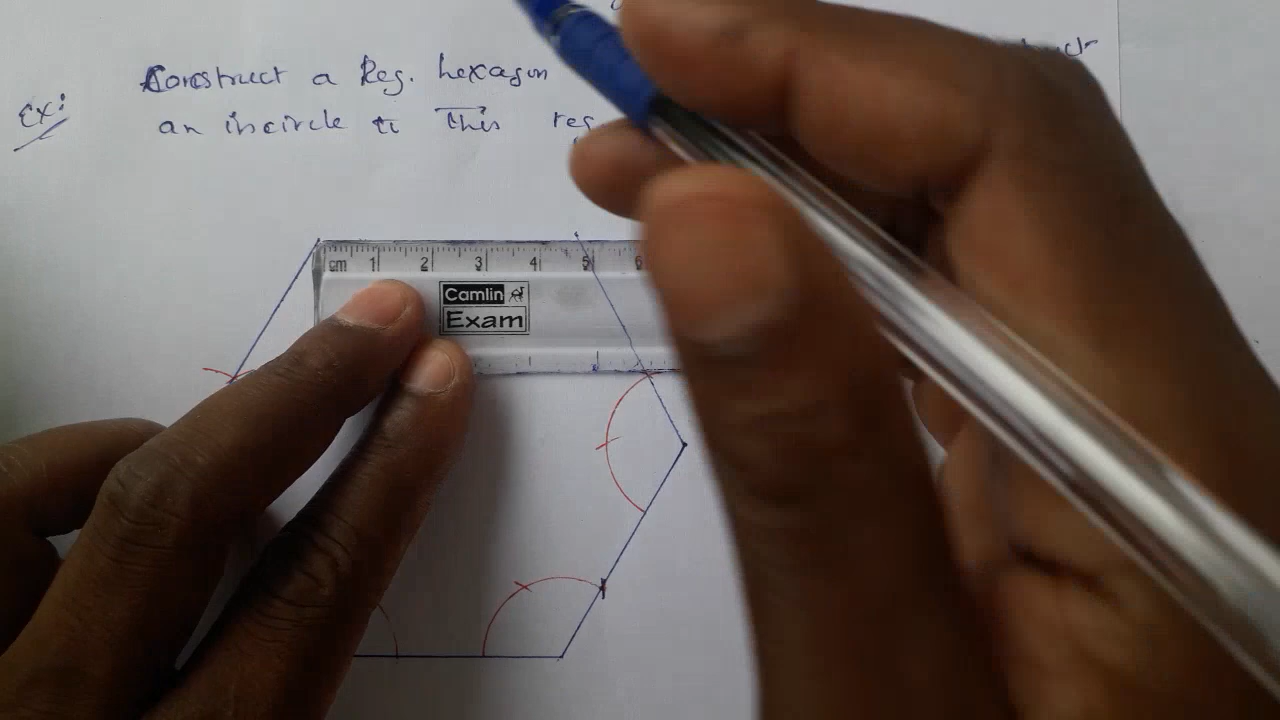 Construct a Reg. hexagon
Ex: an incircle to this reg
cm 1 2 3 4 5 6
Camlin
Exam